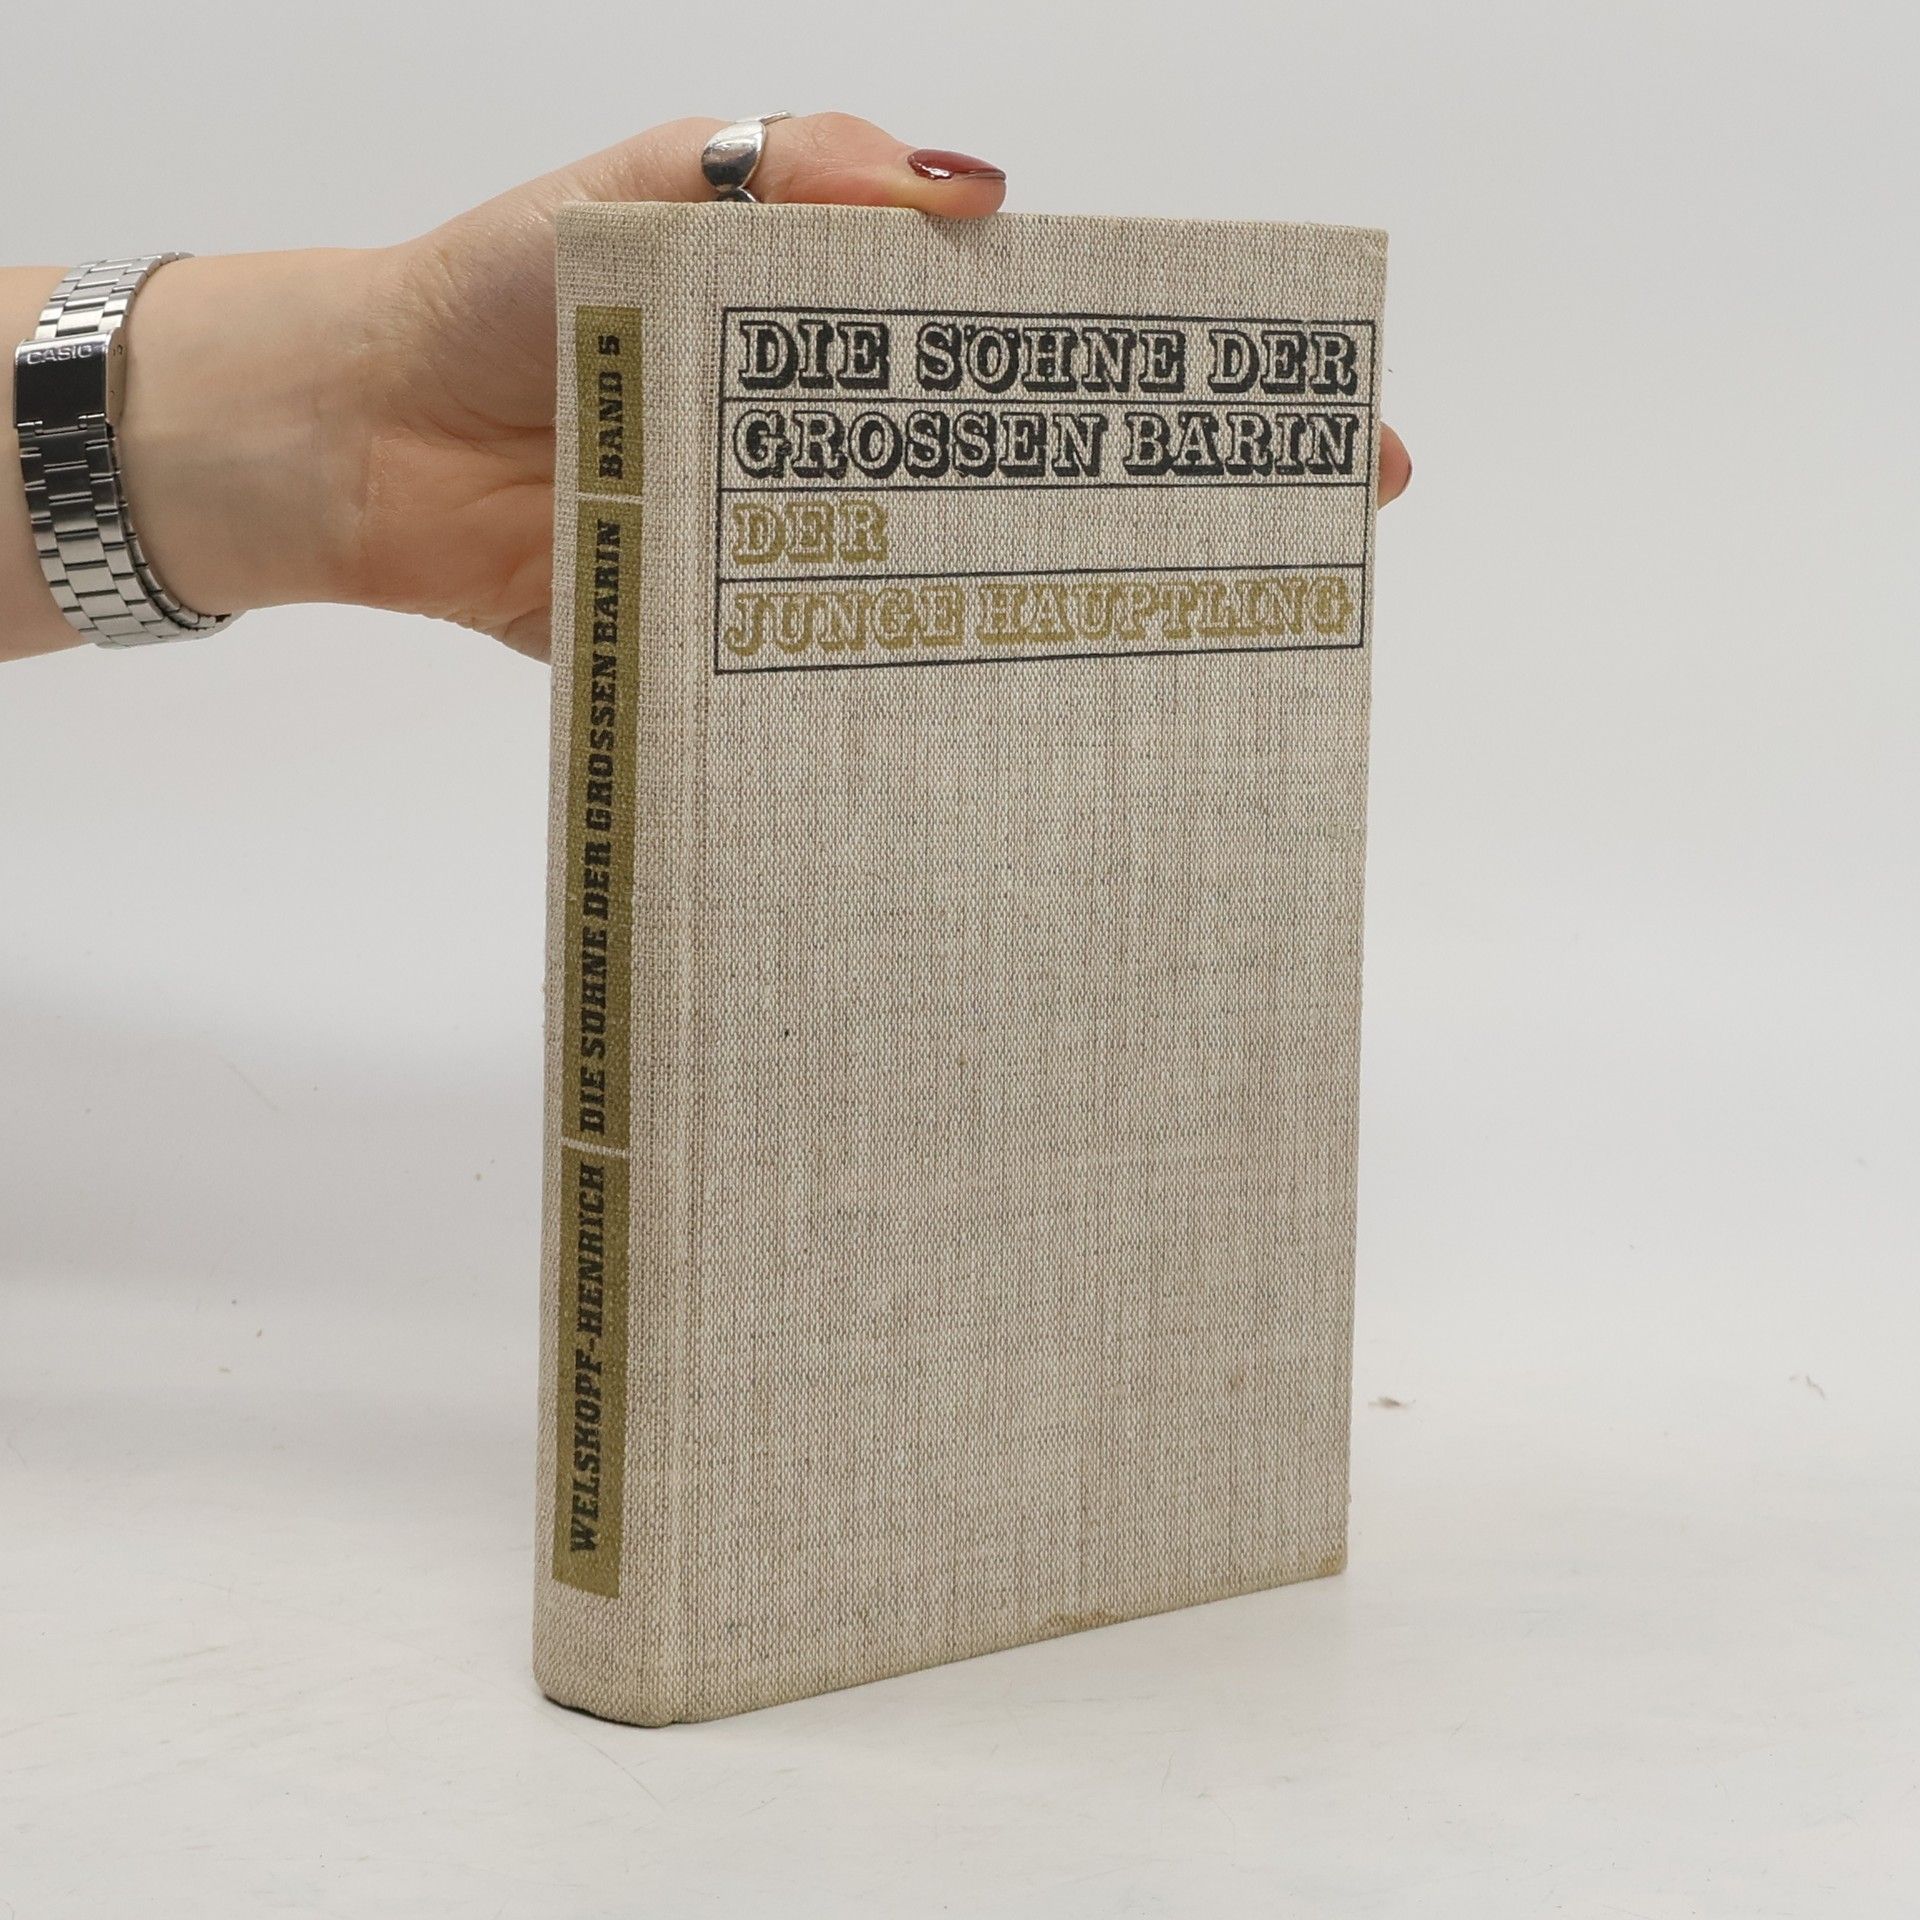 DIE SÖHNE DER
GROSSEN BÄRIN
DER
JUNGE HÄUPTLING
WELSKOPF-HENRICH DIE SÖHNE DER GROSSEN BÄRIN BAND 5
CASIO